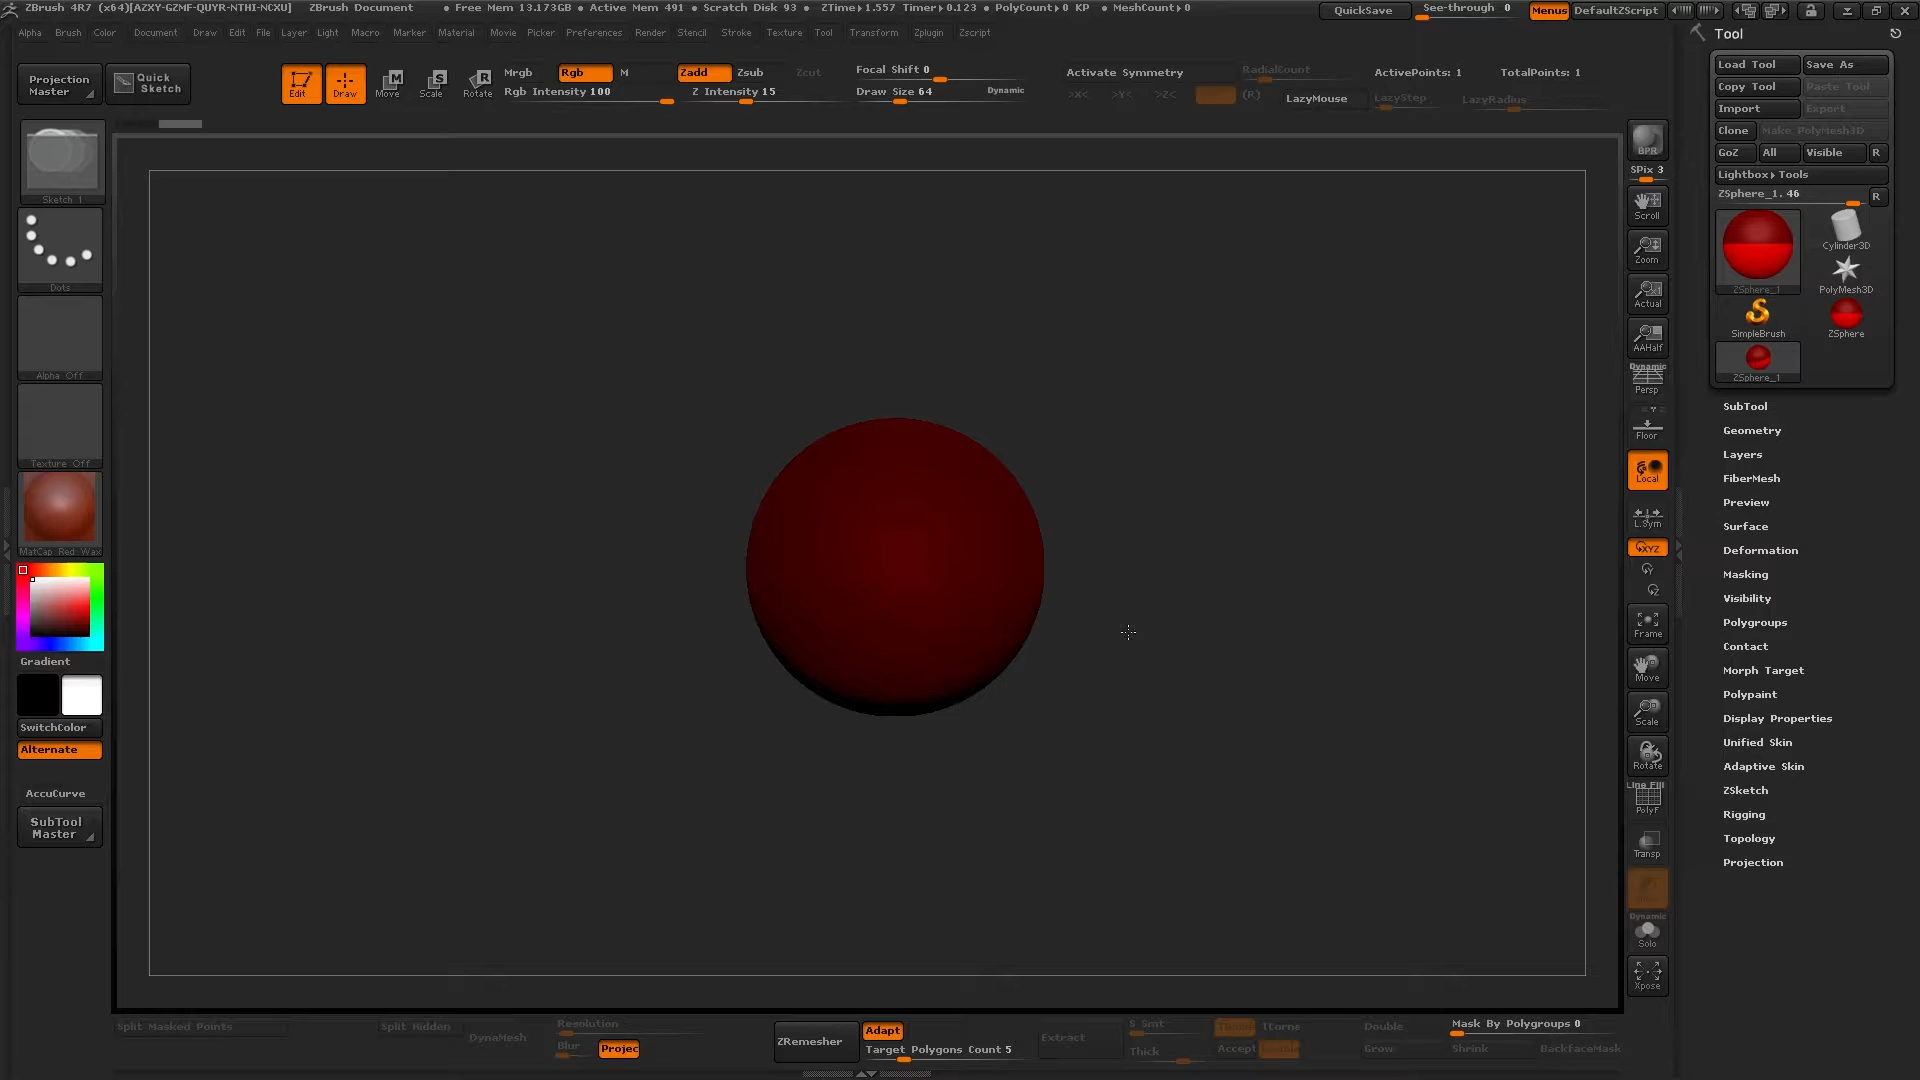 ZBrush 4R7 (x64)[AZXY-GZMF-QUYR-NTHI-NCXU] ZBrush Document • Free Mem 13.173GB • Active Mem 491 • Scratch Disk 93 • ZTime▸1.557 Timer▸0.123 • PolyCount▸0 KP • MeshCount▸0 QuickSave See-through 0 Menus DefaultZScript
Alpha Brush Color Document Draw Edit File Layer Light Macro Marker Material Movie Picker Preferences Render Stencil Stroke Texture Tool Transform Zplugin Zscript
Projection Master
Quick Sketch
Edit Draw Move Scale Rotate
Mrgb Rgb M Zadd Zsub Zcut
Rgb Intensity 100 Z Intensity 15
Focal Shift 0
Draw Size 64 Dynamic
Activate Symmetry RadialCount ActivePoints: 1 TotalPoints: 1
>X< >Y< >Z< (R) LazyMouse LazyStep LazyRadius
Sketch 1
Dots
Alpha Off
Texture Off
MatCap Red Wax
Gradient
SwitchColor
Alternate
AccuCurve
SubTool Master
BPR
SPix 3
Scroll
Zoom
Actual
AAHalf
Dynamic
Persp
Floor
Local
L.Sym
XYZ
Y
Z
Frame
Move
Scale
Rotate
Line Fill
PolyF
Transp
Dynamic
Solo
Xpose
Tool
Load Tool Save As
Copy Tool Paste Tool
Import Export
Clone Make PolyMesh3D
GoZ All Visible R
Lightbox▸Tools
ZSphere_1. 46 R
ZSphere_1 Cylinder3D
PolyMesh3D
SimpleBrush ZSphere
ZSphere_1
SubTool
Geometry
Layers
FiberMesh
Preview
Surface
Deformation
Masking
Visibility
Polygroups
Contact
Morph Target
Polypaint
Display Properties
Unified Skin
Adaptive Skin
ZSketch
Rigging
Topology
Projection
Split Masked Points Split Hidden DynaMesh
Resolution
Blur Projec
ZRemesher
Adapt
Target Polygons Count 5
Extract
S Smt
Thick
TCorne
Accept
Double
Grow
Mask By Polygroups 0
Shrink BackfaceMask